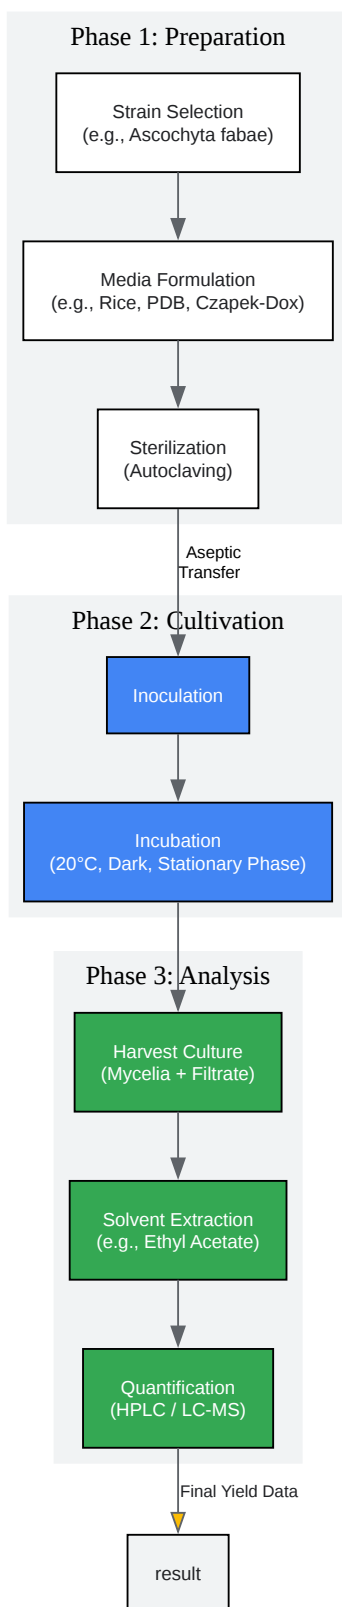 Phase 1: Preparation
Strain Selection
(e.g., Ascochyta fabae)
Media Formulation
(e.g., Rice, PDB, Czapek-Dox)
Sterilization
(Autoclaving)
Aseptic
Transfer
Phase 2: Cultivation
Inoculation
Incubation
(20°C, Dark, Stationary Phase)
Phase 3: Analysis
Harvest Culture
(Mycelia + Filtrate)
Solvent Extraction
(e.g., Ethyl Acetate)
Quantification
(HPLC / LC-MS)
Final Yield Data
result